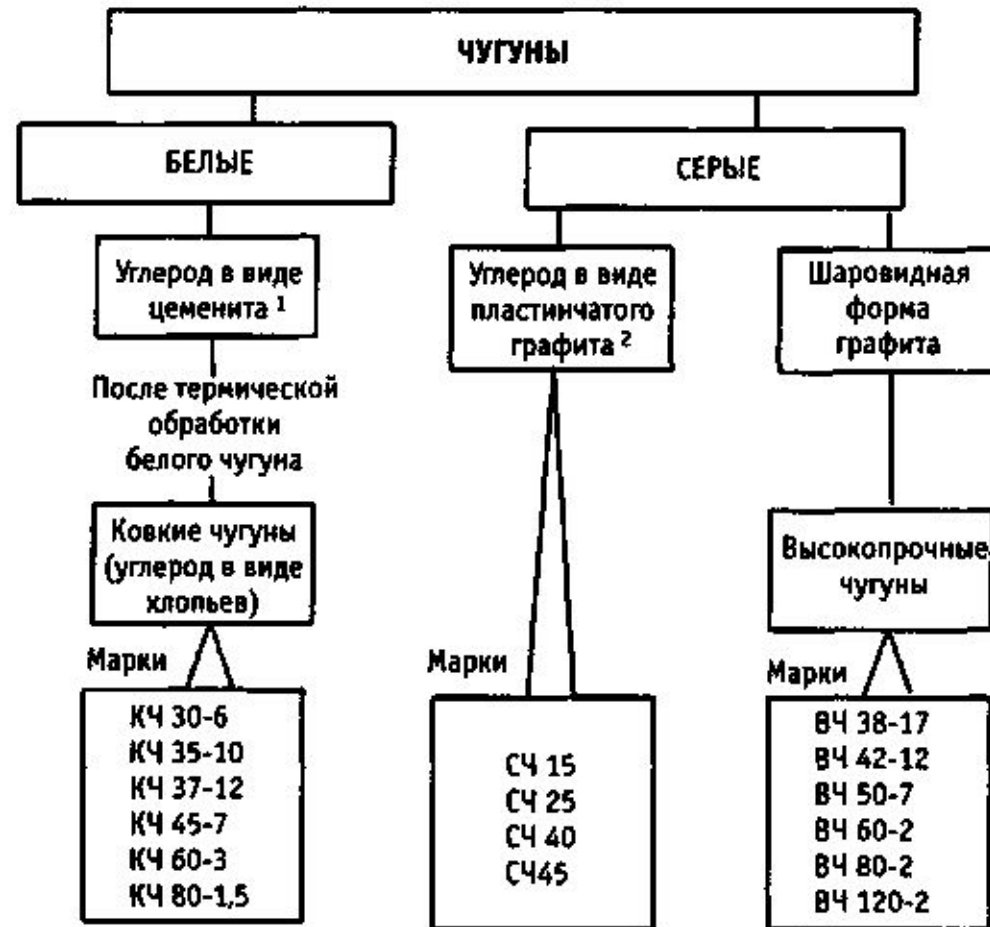 ЧУГУНЫ
БЕЛЫЕ
СЕРЫЕ
Углерод в виде
цеменита ¹
Углерод в виде
пластинчатого
графита ²
Шаровидная
форма
графита
После термической
обработки
белого чугуна
Ковкие чугуны
(углерод в виде
хлопьев)
Высокопрочные
чугуны
Марки
КЧ 30-6
КЧ 35-10
КЧ 37-12
КЧ 45-7
КЧ 60-3
КЧ 80-1,5
Марки
СЧ 15
СЧ 25
СЧ 40
СЧ45
Марки
ВЧ 38-17
ВЧ 42-12
ВЧ 50-7
ВЧ 60-2
ВЧ 80-2
ВЧ 120-2